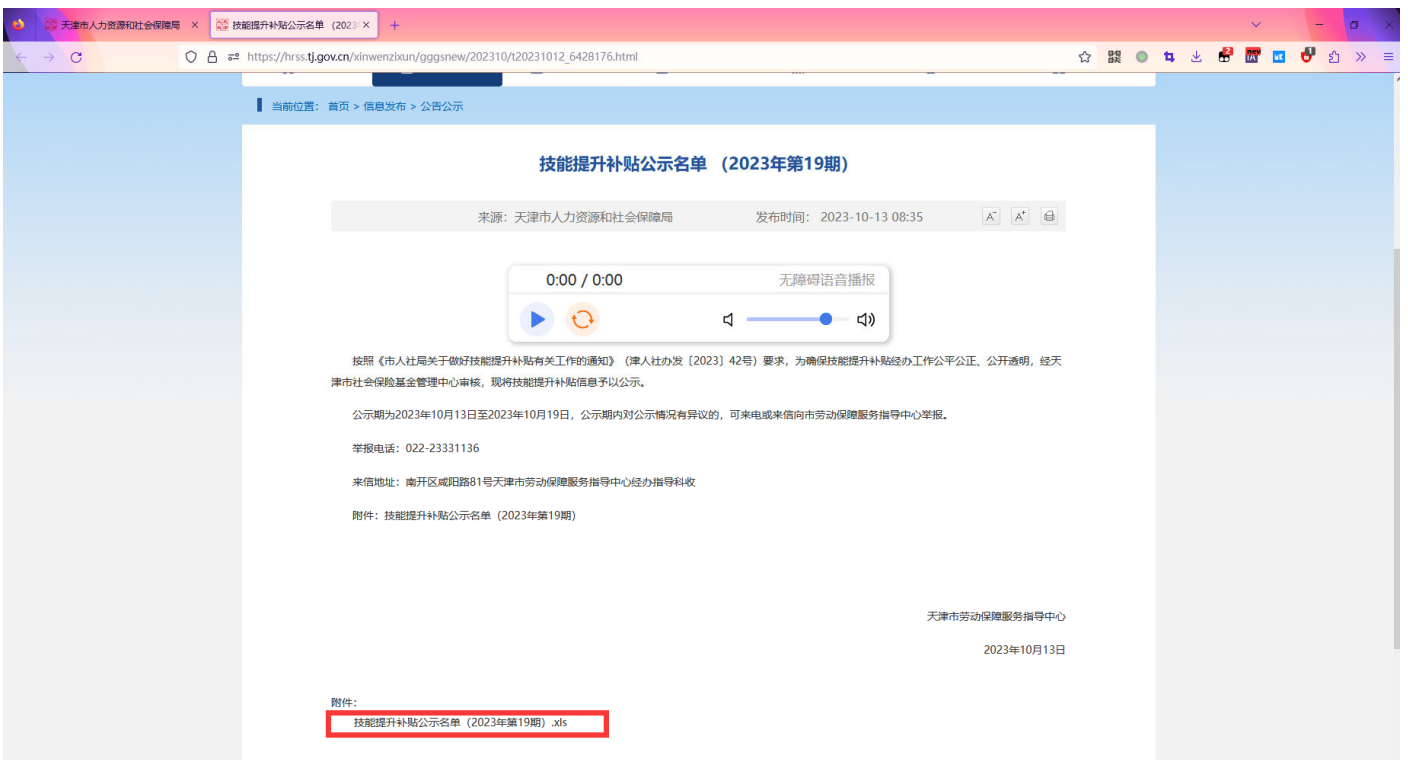 天津市人力资源和社会保障局
技能提升补贴公示名单 （2023
https://hrss.tj.gov.cn/xinwenzixun/gggsnew/202310/t20231012_6428176.html
2
当前位置： 首页 > 信息发布 > 公告公示
技能提升补贴公示名单 （2023年第19期）
来源：天津市人力资源和社会保障局 发布时间： 2023-10-13 08:35 A- A+
0:00 / 0:00 无障碍语音播报
按照《市人社局关于做好技能提升补贴有关工作的通知》（津人社办发〔2023〕42号）要求，为确保技能提升补贴经办工作公平公正、公开透明，经天
津市社会保险基金管理中心审核，现将技能提升补贴信息予以公示。
公示期为2023年10月13日至2023年10月19日，公示期内对公示情况有异议的，可来电或来信向市劳动保障服务指导中心举报。
举报电话：022-23331136
来信地址：南开区咸阳路81号天津市劳动保障服务指导中心经办指导科收
附件：技能提升补贴公示名单（2023年第19期）
天津市劳动保障服务指导中心
2023年10月13日
附件：
技能提升补贴公示名单（2023年第19期）.xls